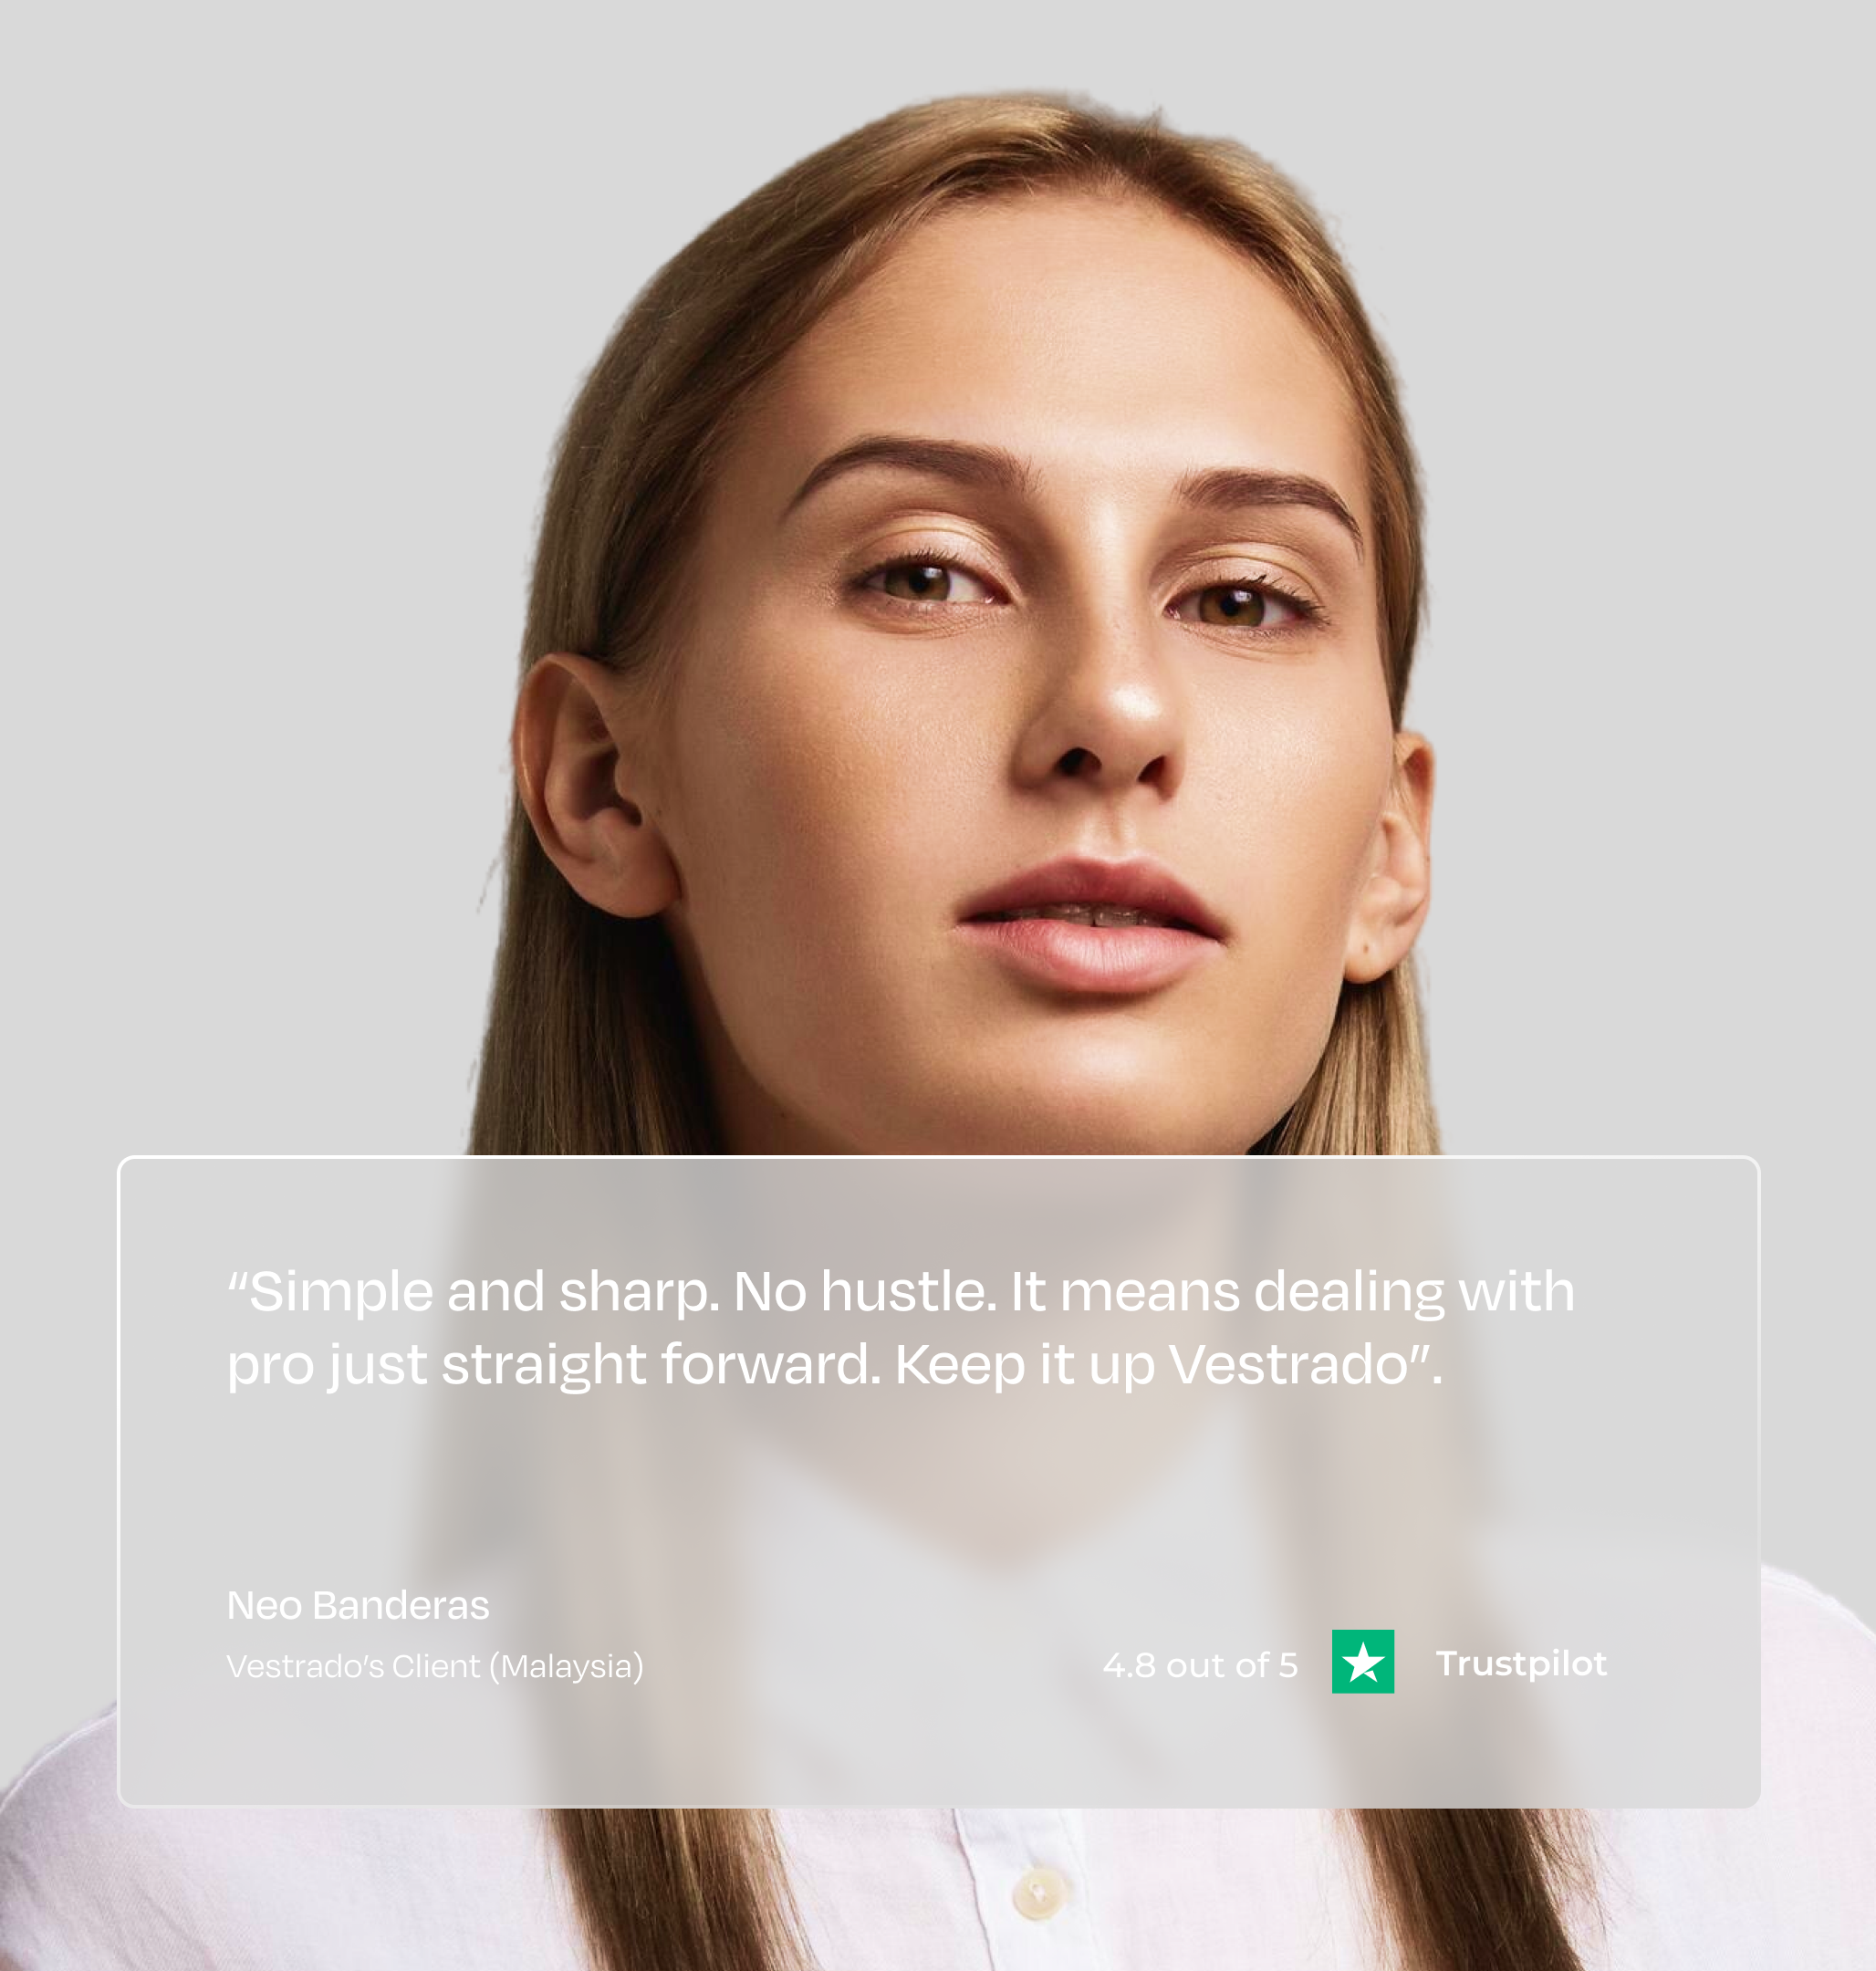 “Simple and sharp. No hustle. It means dealing with
pro just straight forward. Keep it up Vestrado”.
Neo Banderas
Vestrado’s Client (Malaysia)
4.8 out of 5 Trustpilot